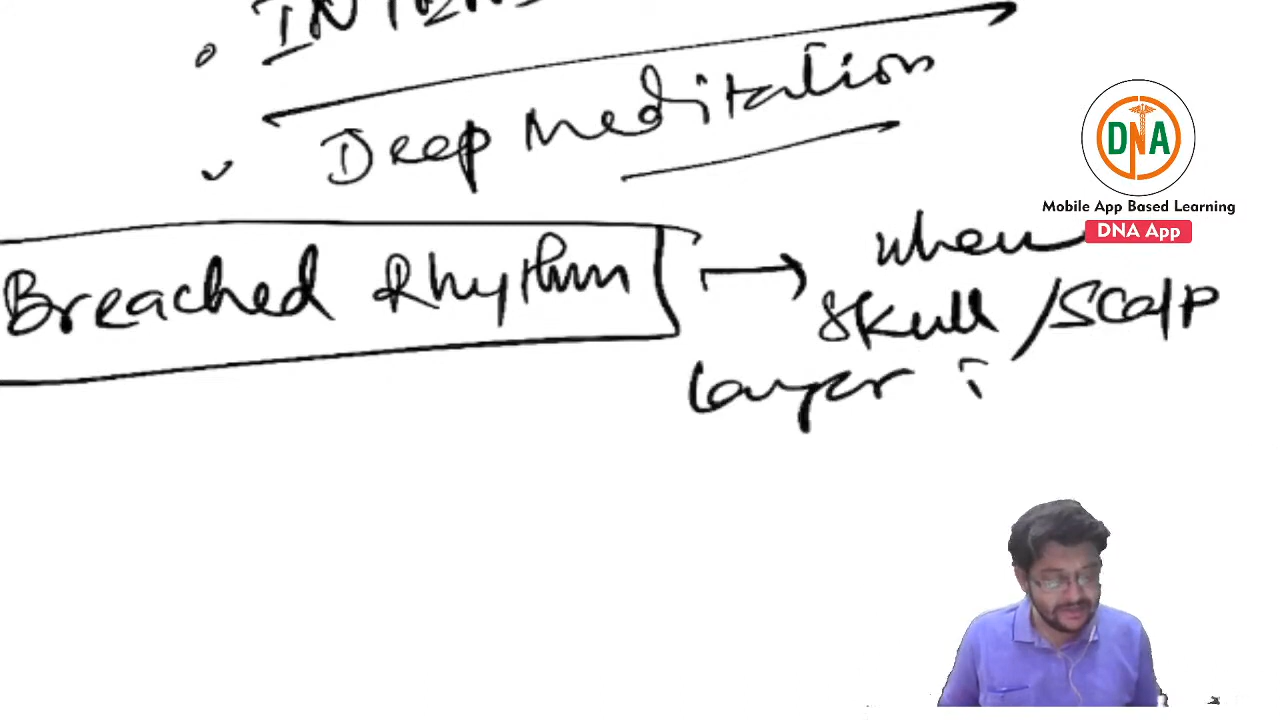 Deep Meditation
Breached Rhythm → when
skull / scalp
layer i
DNA
Mobile App Based Learning
DNA App